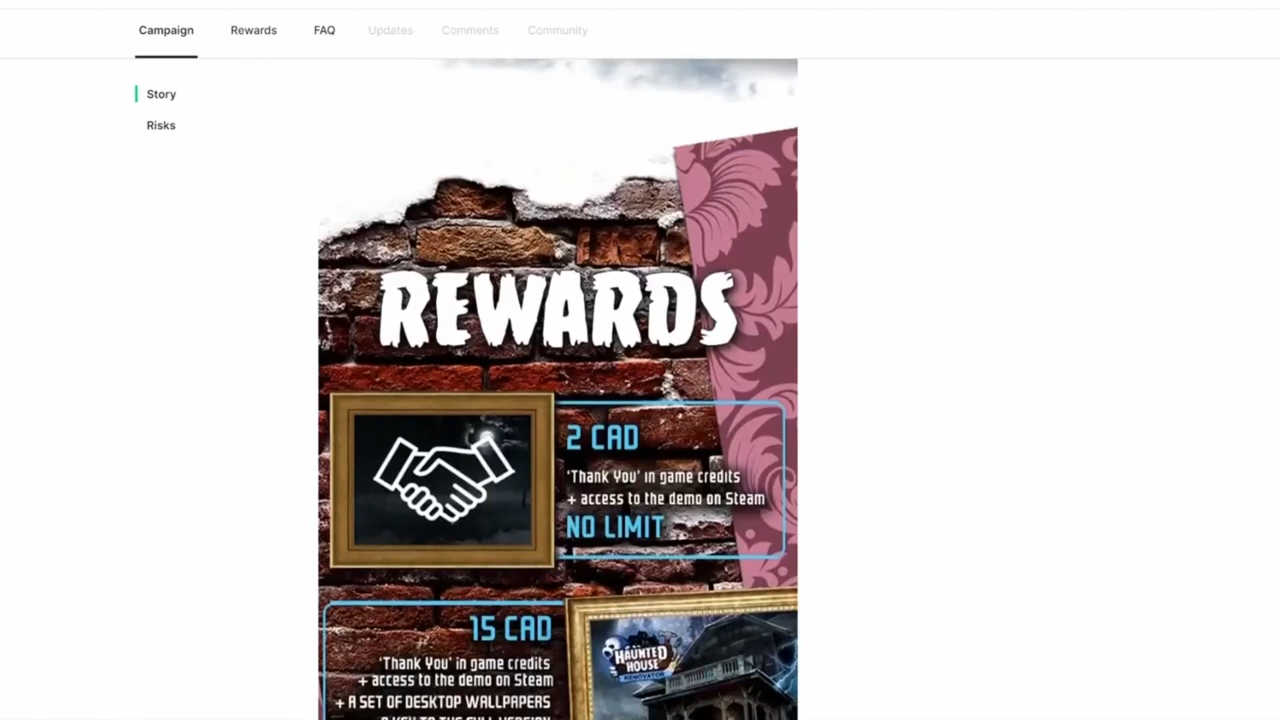 Campaign Rewards FAQ Updates Comments Community
Story
Risks
REWARDS
2 CAD
'Thank You' in game credits
+ access to the demo on Steam
NO LIMIT
15 CAD
'Thank You' in game credits
+ access to the demo on Steam
+ A SET OF DESKTOP WALLPAPERS
HAUNTED
HOUSE
RENOVATOR